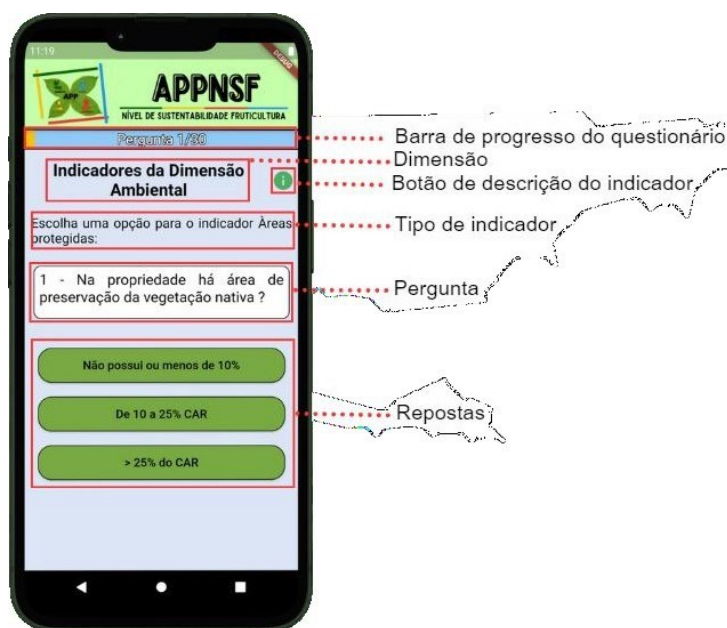 11:19
DEBUG
APP
APPNSF
NÍVEL DE SUSTENTABILIDADE FRUTICULTURA
Pergunta 1/30
Barra de progresso do questionário
Indicadores da Dimensão
Ambiental
Dimensão
Botão de descrição do indicador
Escolha uma opção para o indicador Àreas
protegidas:
Tipo de indicador
1 - Na propriedade há área de
preservação da vegetação nativa ?
Pergunta
Não possui ou menos de 10%
De 10 a 25% CAR
> 25% do CAR
Repostas